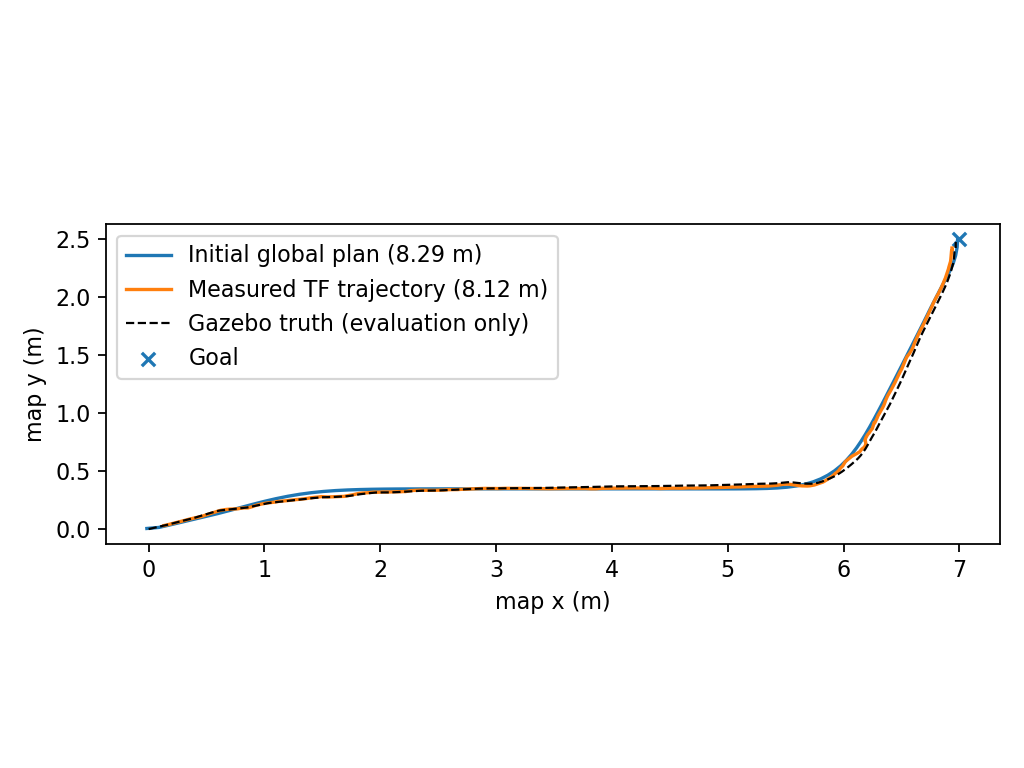 Initial global plan (8.29 m)
Measured TF trajectory (8.12 m)
Gazebo truth (evaluation only)
Goal
2.5
2.0
1.5
1.0
0.5
0.0
map y (m)
0 1 2 3 4 5 6 7
map x (m)